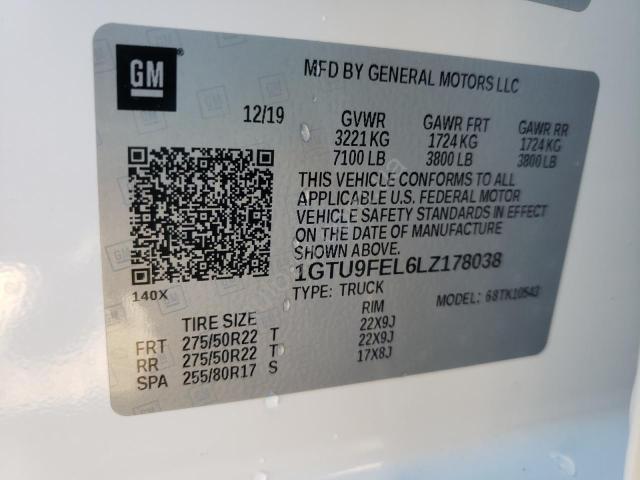 GM
MFD BY GENERAL MOTORS LLC
12/19
GVWR GAWR FRT GAWR RR
3221 KG 1724 KG 1724 KG
7100 LB 3800 LB 3800 LB
THIS VEHICLE CONFORMS TO ALL
APPLICABLE U.S. FEDERAL MOTOR
VEHICLE SAFETY STANDARDS IN EFFECT
ON THE DATE OF MANUFACTURE
SHOWN ABOVE.
1GTU9FEL6LZ178038
140X
TYPE: TRUCK MODEL: 68TK10543
TIRE SIZE RIM
FRT 275/50R22 T 22X9J
RR 275/50R22 T 22X9J
SPA 255/80R17 S 17X8J